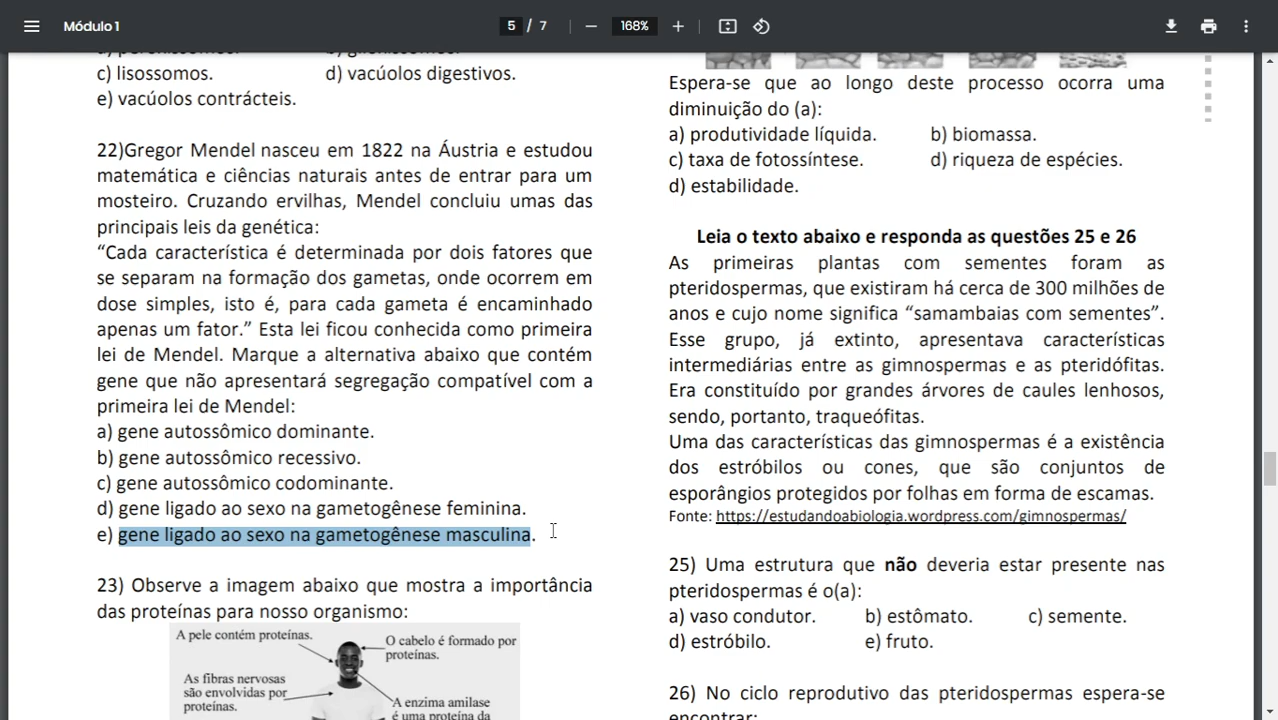 Módulo 1
5 / 7
168%
c) lisossomos. d) vacúolos digestivos.
e) vacúolos contrácteis.
22)Gregor Mendel nasceu em 1822 na Áustria e estudou
matemática e ciências naturais antes de entrar para um
mosteiro. Cruzando ervilhas, Mendel concluiu umas das
principais leis da genética:
“Cada característica é determinada por dois fatores que
se separam na formação dos gametas, onde ocorrem em
dose simples, isto é, para cada gameta é encaminhado
apenas um fator.” Esta lei ficou conhecida como primeira
lei de Mendel. Marque a alternativa abaixo que contém
gene que não apresentará segregação compatível com a
primeira lei de Mendel:
a) gene autossômico dominante.
b) gene autossômico recessivo.
c) gene autossômico codominante.
d) gene ligado ao sexo na gametogênese feminina.
e) gene ligado ao sexo na gametogênese masculina.
23) Observe a imagem abaixo que mostra a importância
das proteínas para nosso organismo:
A pele contém proteínas.
O cabelo é formado por
proteínas.
As fibras nervosas
são envolvidas por
proteínas.
A enzima amilase
é uma proteína da
Espera-se que ao longo deste processo ocorra uma
diminuição do (a):
a) produtividade líquida. b) biomassa.
c) taxa de fotossíntese. d) riqueza de espécies.
d) estabilidade.
Leia o texto abaixo e responda as questões 25 e 26
As primeiras plantas com sementes foram as
pteridospermas, que existiram há cerca de 300 milhões de
anos e cujo nome significa “samambaias com sementes”.
Esse grupo, já extinto, apresentava características
intermediárias entre as gimnospermas e as pteridófitas.
Era constituído por grandes árvores de caules lenhosos,
sendo, portanto, traqueófitas.
Uma das características das gimnospermas é a existência
dos estróbilos ou cones, que são conjuntos de
esporângios protegidos por folhas em forma de escamas.
Fonte: https://estudandoabiologia.wordpress.com/gimnospermas/
25) Uma estrutura que não deveria estar presente nas
pteridospermas é o(a):
a) vaso condutor. b) estômato. c) semente.
d) estróbilo. e) fruto.
26) No ciclo reprodutivo das pteridospermas espera-se
encontrar: